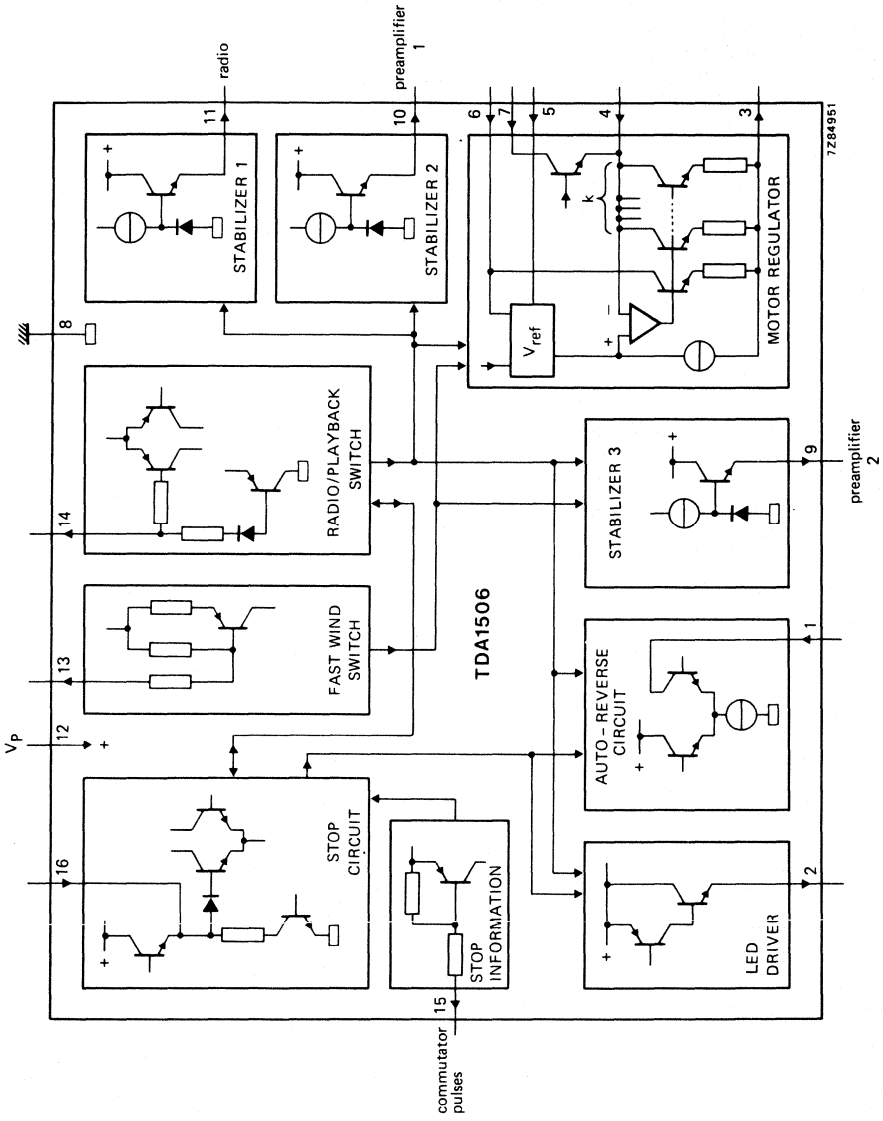 VP
12
13
14
8
16
+
+
STOP
CIRCUIT
FAST WIND
SWITCH
RADIO/PLAYBACK
SWITCH
+
STABILIZER 1
11
radio
+
STABILIZER 2
10
preamplifier
1
15
commutator
pulses
STOP
INFORMATION
TDA1506
6
7
5
4
3
Vref
k
+
–
MOTOR REGULATOR
+
LED
DRIVER
2
+
AUTO-REVERSE
CIRCUIT
1
+
STABILIZER 3
9
preamplifier
2
7Z84951